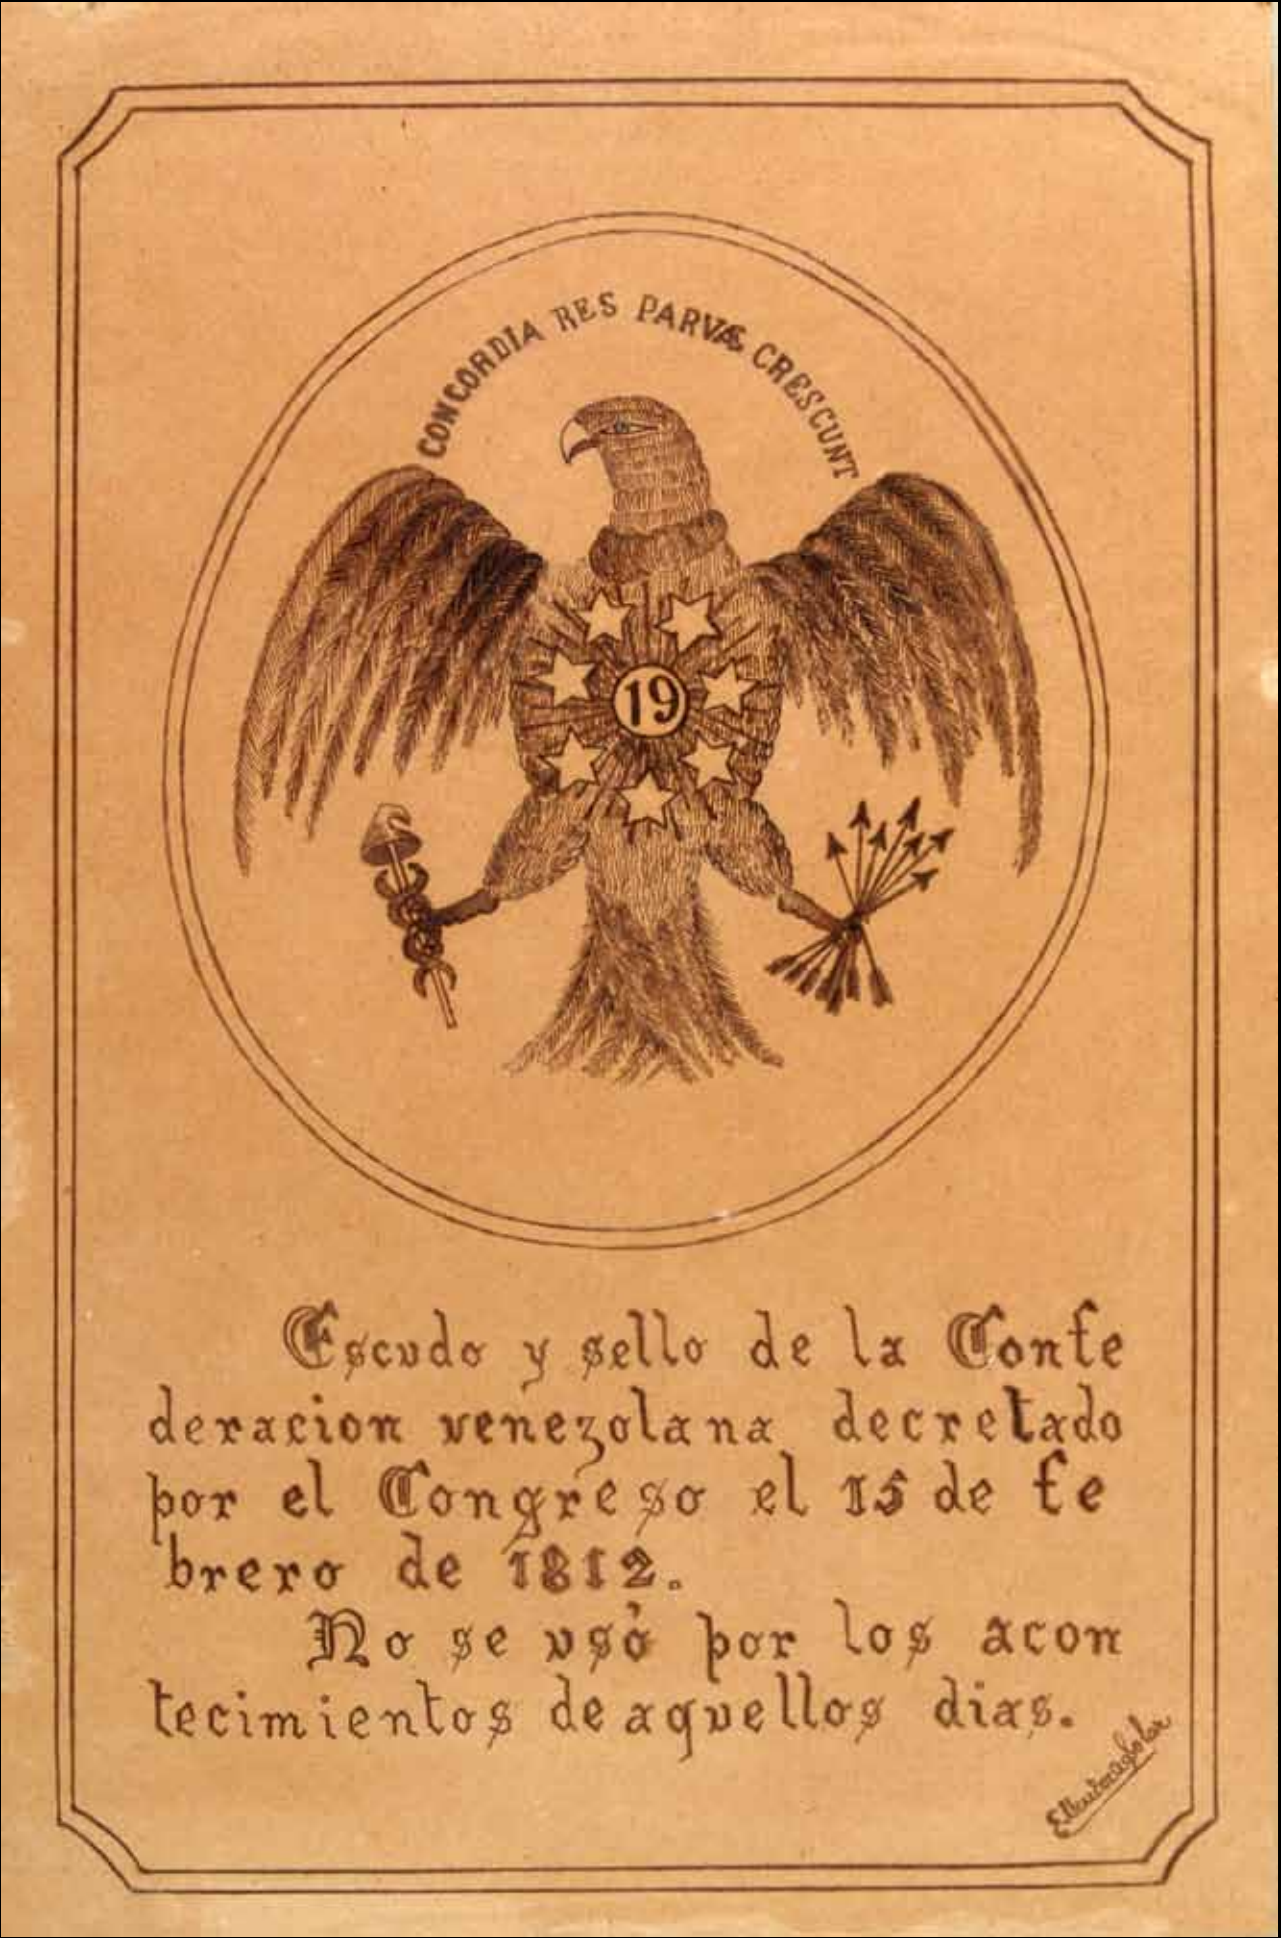 CONCORDIA RES PARVÆ CRESCUNT
19
Escudo y sello de la Confe
deracion venezolana decretado
por el Congreso el 15 de fe
brero de 1812.
No se usó por los acon
tecimientos de aquellos dias.